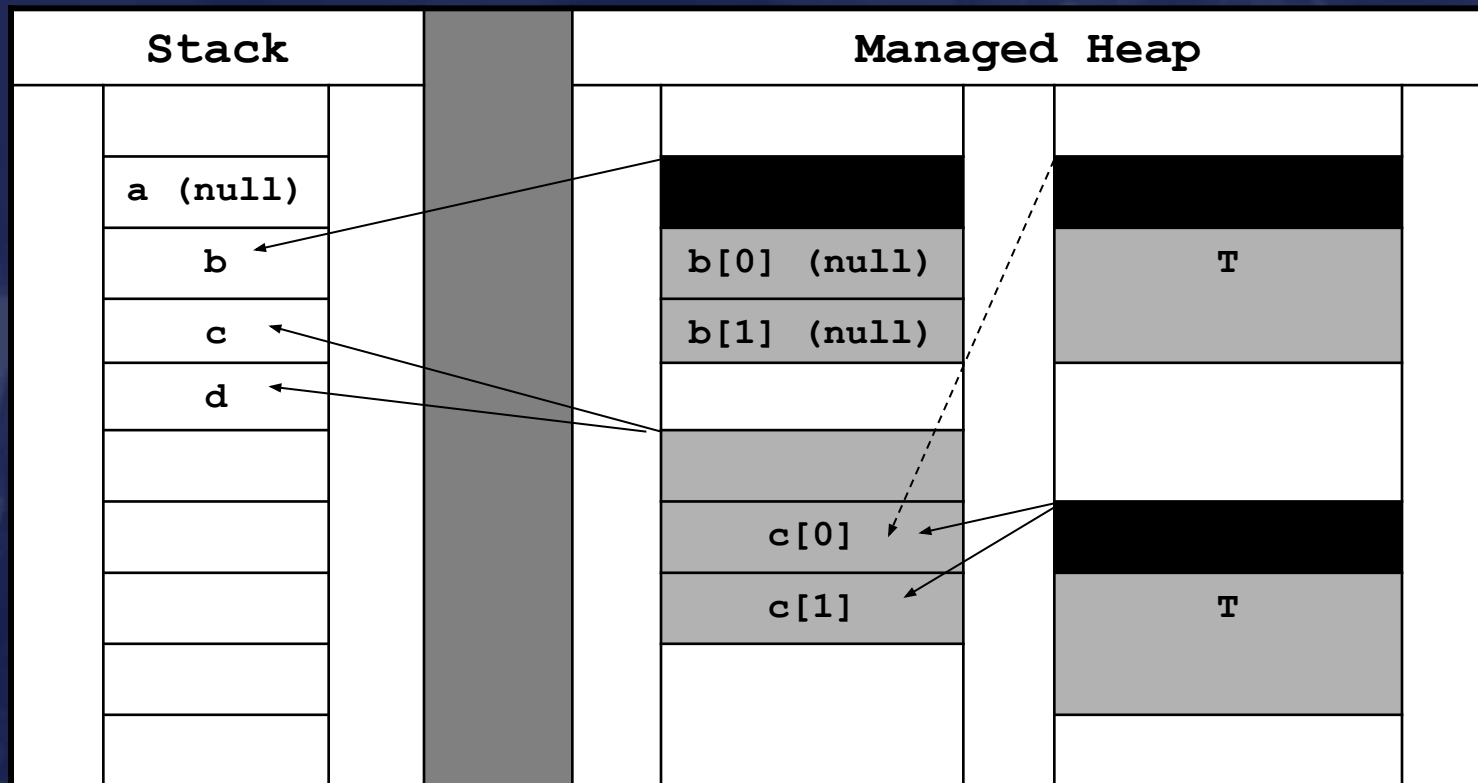 Stack
Managed Heap
a (null)
b
c
d
b[0] (null)
b[1] (null)
c[0]
c[1]
T
T